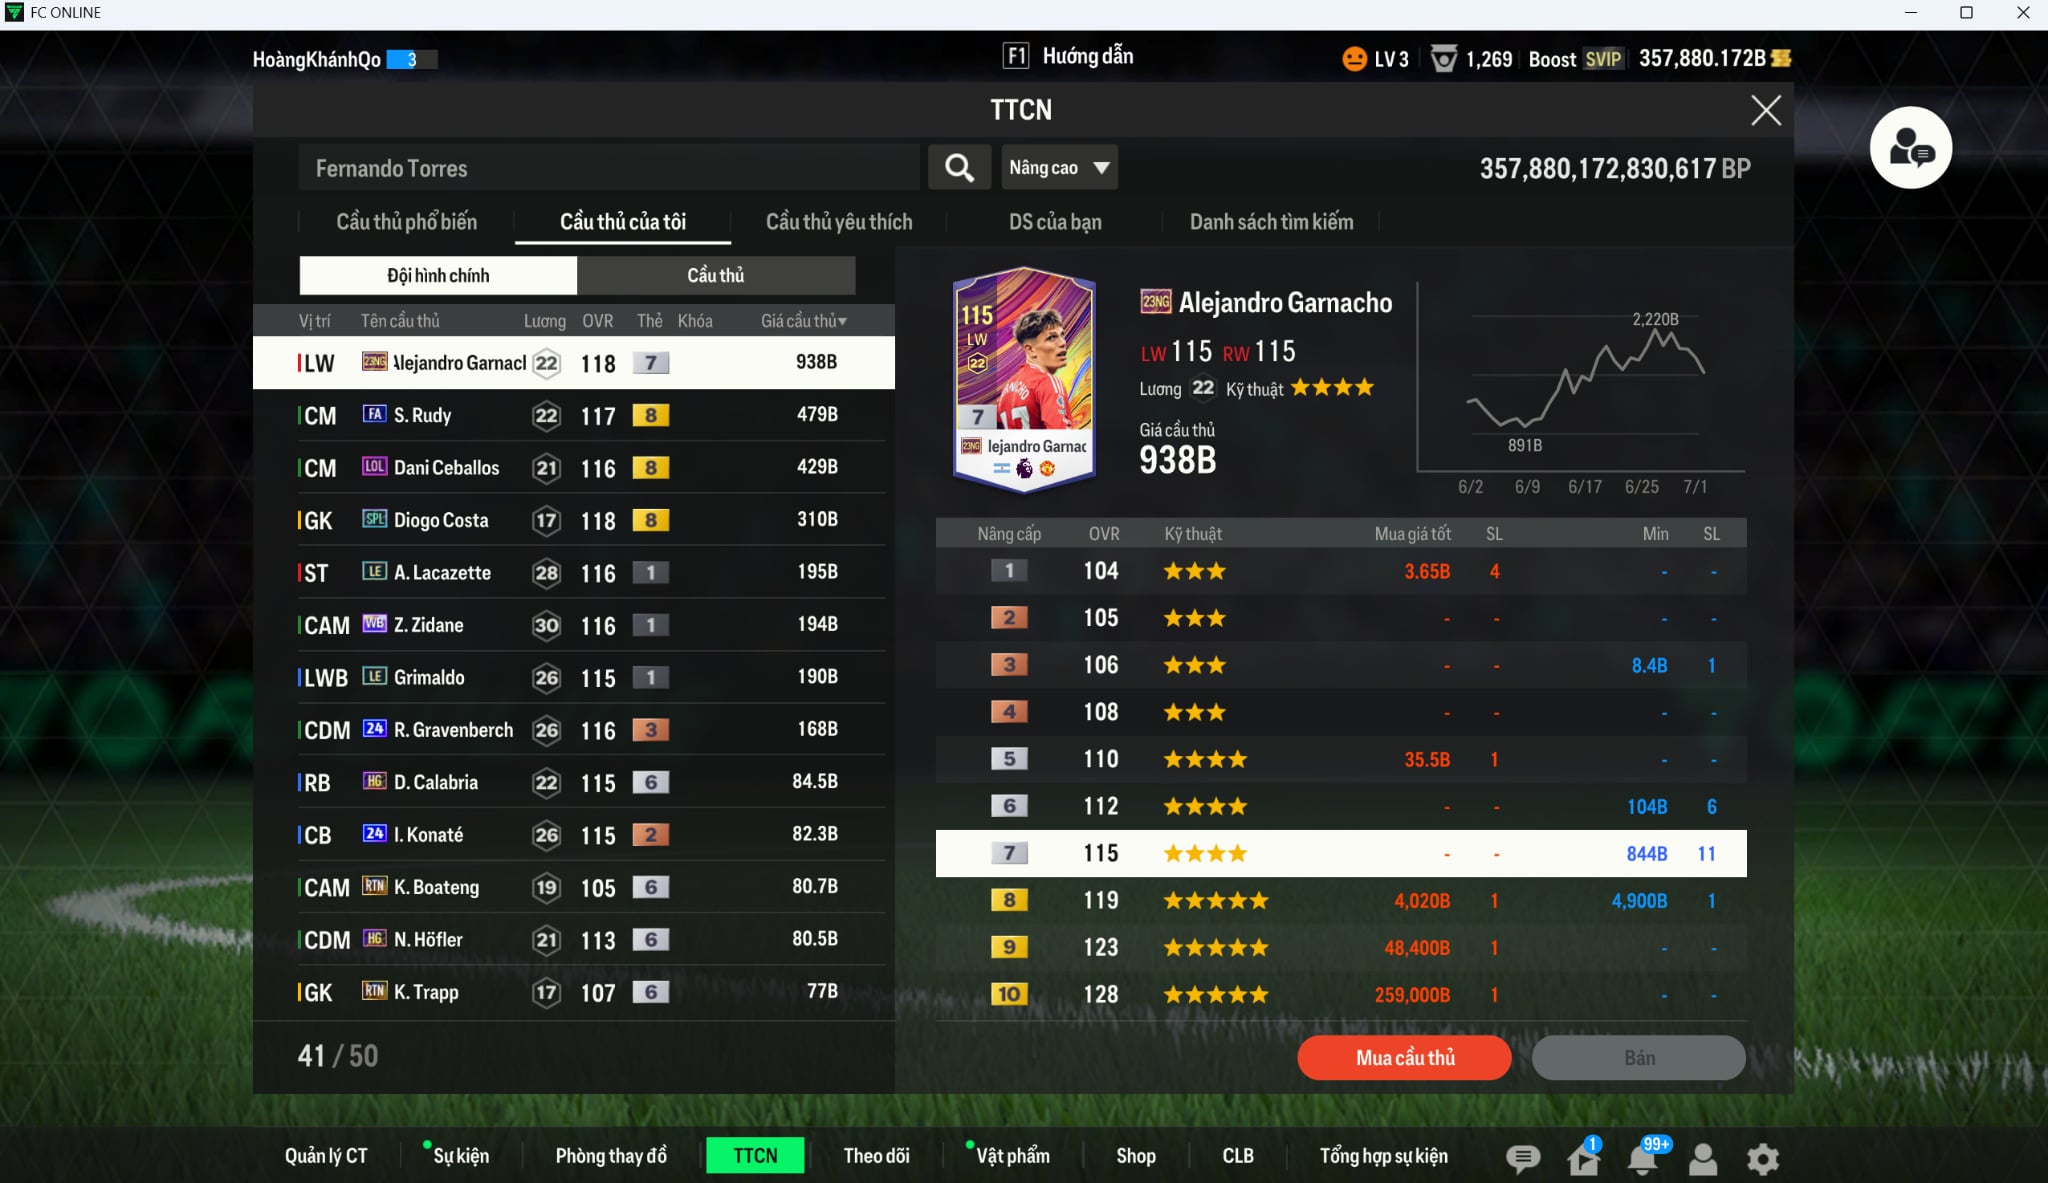 FC ONLINE
HoàngKhánhQo 3
F1 Hướng dẫn
LV 3 1,269 Boost SVIP 357,880.172B
TTCN
Fernando Torres Nâng cao 357,880,172,830,617 BP
Cầu thủ phổ biến Cầu thủ của tôi Cầu thủ yêu thích DS của bạn Danh sách tìm kiếm
Đội hình chính Cầu thủ
Vị trí Tên cầu thủ Lương OVR Thẻ Khóa Giá cầu thủ
LW 23NG Alejandro Garnacl 22 118 7 938B
CM FA S. Rudy 22 117 8 479B
CM LOL Dani Ceballos 21 116 8 429B
GK SPL Diogo Costa 17 118 8 310B
ST LE A. Lacazette 28 116 1 195B
CAM WB Z. Zidane 30 116 1 194B
LWB LE Grimaldo 26 115 1 190B
CDM 24 R. Gravenberch 26 116 3 168B
RB HG D. Calabria 22 115 6 84.5B
CB 24 I. Konaté 26 115 2 82.3B
CAM RTN K. Boateng 19 105 6 80.7B
CDM HG N. Höfler 21 113 6 80.5B
GK RTN K. Trapp 17 107 6 77B
41 / 50
115
LW
22
7
23NG lejandro Garnac
23NG Alejandro Garnacho
LW 115 RW 115
Lương 22 Kỹ thuật ★★★★
Giá cầu thủ
938B
2,220B
891B
6/2 6/9 6/17 6/25 7/1
Nâng cấp OVR Kỹ thuật Mua giá tốt SL Min SL
1 104 ★★★ 3.65B 4 - -
2 105 ★★★ - - - -
3 106 ★★★ - - 8.4B 1
4 108 ★★★ - - - -
5 110 ★★★★ 35.5B 1 - -
6 112 ★★★★ - - 104B 6
7 115 ★★★★ - - 844B 11
8 119 ★★★★★ 4,020B 1 4,900B 1
9 123 ★★★★★ 48,400B 1 - -
10 128 ★★★★★ 259,000B 1 - -
Mua cầu thủ Bán
Quản lý CT Sự kiện Phòng thay đồ TTCN Theo dõi Vật phẩm Shop CLB Tổng hợp sự kiện 1 99+